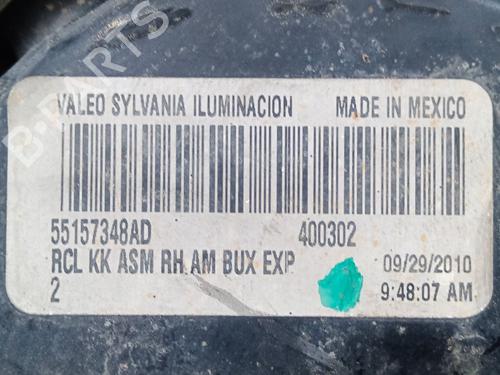 VALEO SYLVANIA ILUMINACION MADE IN MEXICO
55157348AD 400302
RCL KK ASM RH AM BUX EXP 09/29/2010
2 9:48:07 AM
B-PARTS